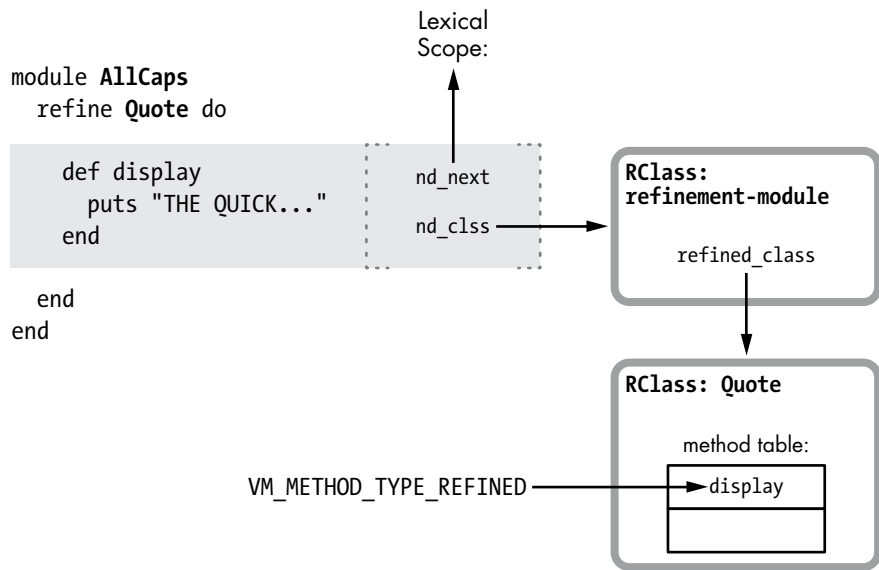 Lexical
Scope:
module AllCaps
  refine Quote do
    def display
      puts "THE QUICK..."
    end
  end
end
nd_next
nd_clss
RClass:
refinement-module
refined_class
RClass: Quote
method table:
VM_METHOD_TYPE_REFINED
display